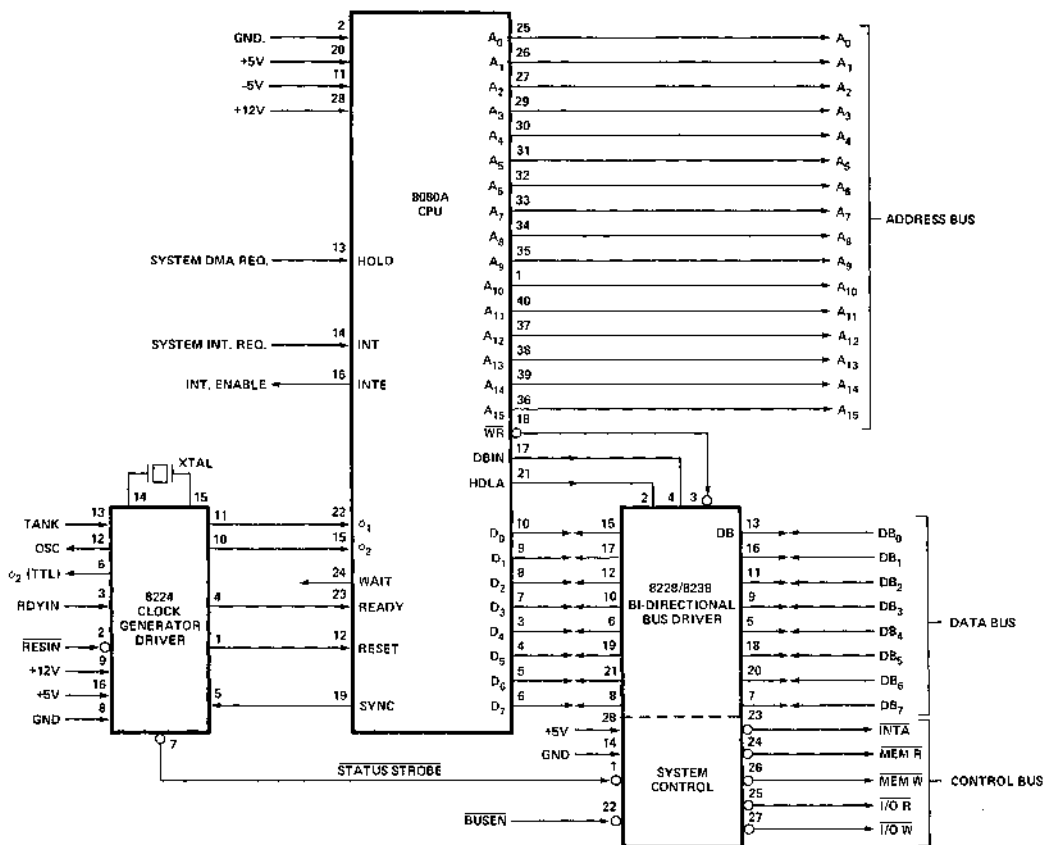 GND. 2
+5V 20
-5V 11
+12V 28
8080A
CPU
SYSTEM DMA REQ. 13 HOLD
SYSTEM INT. REQ. 14 INT
INT. ENABLE 16 INTE
A0 25 A0
A1 26 A1
A2 27 A2
A3 29 A3
A4 30 A4
A5 31 A5
A6 32 A6
A7 33 A7
A8 34 A8
A9 35 A9
A10 1 A10
A11 40 A11
A12 37 A12
A13 38 A13
A14 39 A14
A15 36 A15
ADDRESS BUS
W̅R̅ 18
DBIN 17
HDLA 21
2 4 3
XTAL
14 15
TANK 13
OSC 12
ϕ2 (TTL) 6
RDYIN 3
R̅E̅S̅I̅N̅ 2
+12V 9
+5V 16
GND 8
8224
CLOCK
GENERATOR
DRIVER
11 22 ϕ1
10 15 ϕ2
24 WAIT
4 23 READY
1 12 RESET
5 19 SYNC
7
S̅T̅A̅T̅U̅S̅ S̅T̅R̅O̅B̅E̅
D0 10 15 DB 13 DB0
D1 9 17 16 DB1
D2 8 12 11 DB2
D3 7 10 9 DB3
D4 3 6 5 DB4
D5 4 19 18 DB5
D6 5 21 20 DB6
D7 6 8 7 DB7
8228/8238
BI-DIRECTIONAL
BUS DRIVER
DATA BUS
+5V 28
GND 14
1
B̅U̅S̅E̅N̅ 22
SYSTEM
CONTROL
23 I̅N̅T̅A̅
24 M̅E̅M̅ R̅
26 M̅E̅M̅ W̅
25 I̅/̅O̅ R̅
27 I̅/̅O̅ W̅
CONTROL BUS